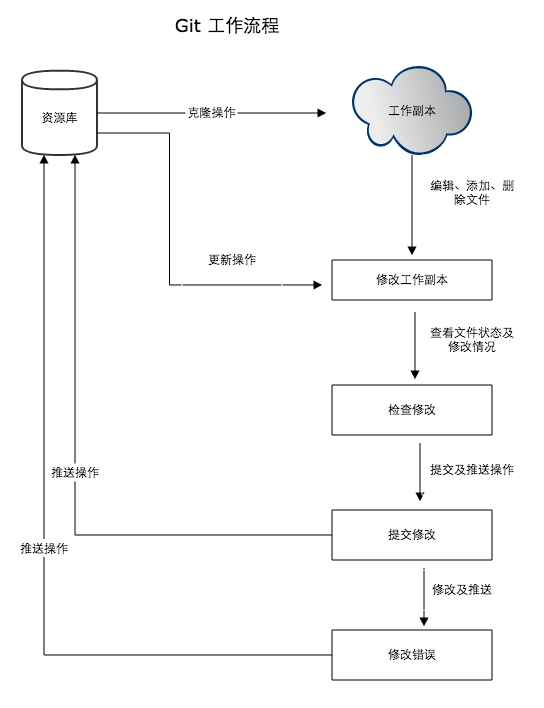 Git 工作流程
资源库
克隆操作
工作副本
编辑、添加、删
除文件
更新操作
修改工作副本
查看文件状态及
修改情况
检查修改
推送操作
提交及推送操作
提交修改
推送操作
修改及推送
修改错误